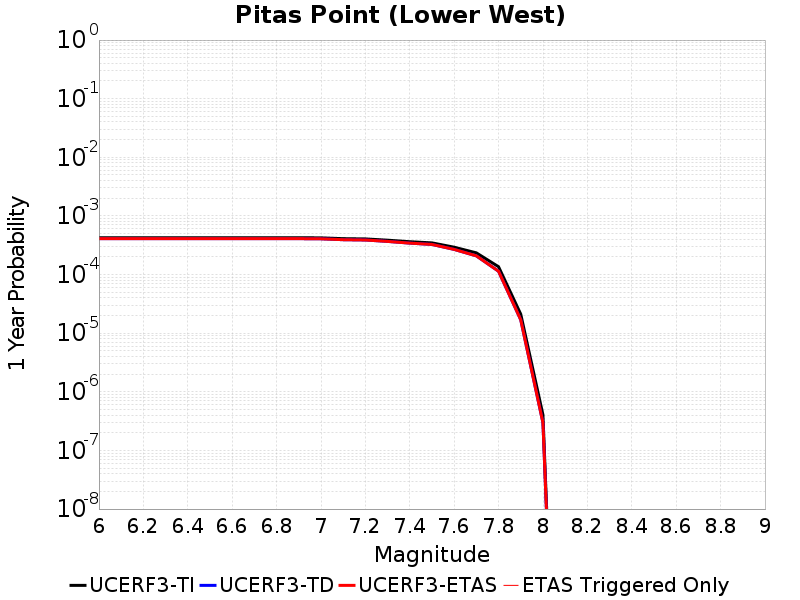 Pitas Point (Lower West)
10^0
10^-1
10^-2
10^-3
10^-4
10^-5
10^-6
10^-7
10^-8
1 Year Probability
6 6.2 6.4 6.6 6.8 7 7.2 7.4 7.6 7.8 8 8.2 8.4 8.6 8.8 9
Magnitude
UCERF3-TI UCERF3-TD UCERF3-ETAS ETAS Triggered Only